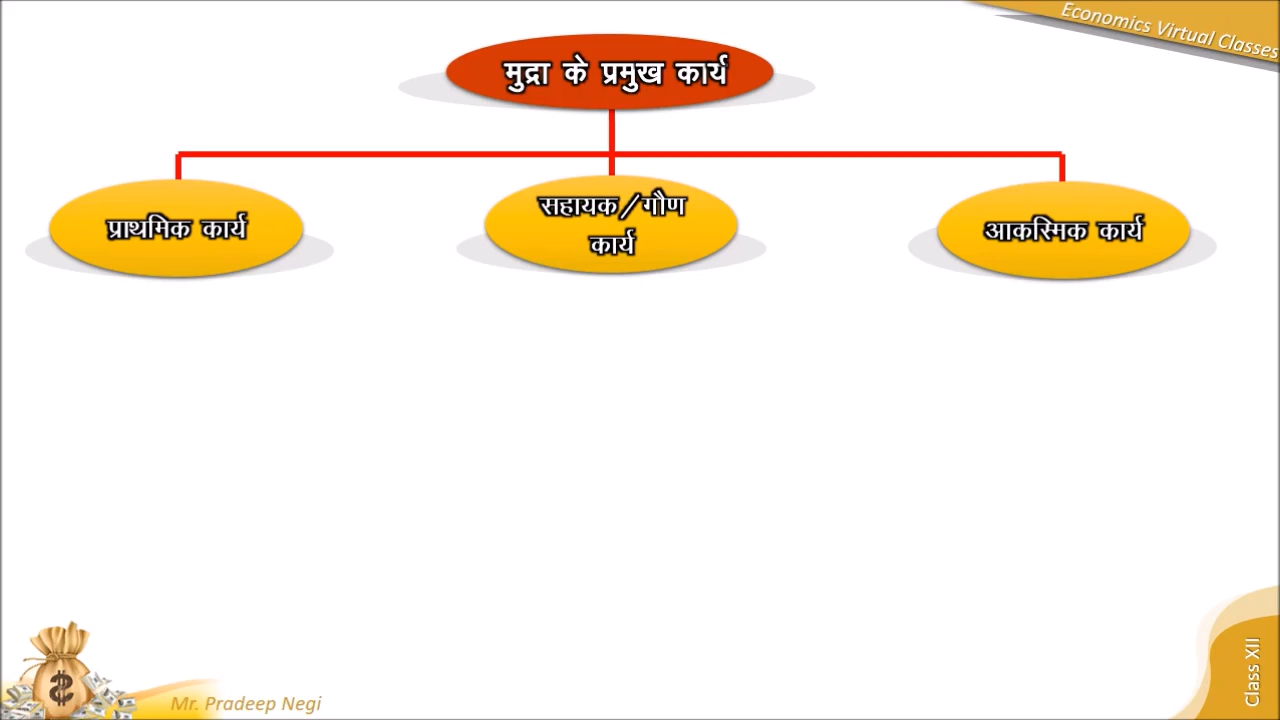 Economics Virtual Classes
मुद्रा के प्रमुख कार्य
प्राथमिक कार्य
सहायक/गौण
कार्य
आकस्मिक कार्य
Mr. Pradeep Negi
Class XII